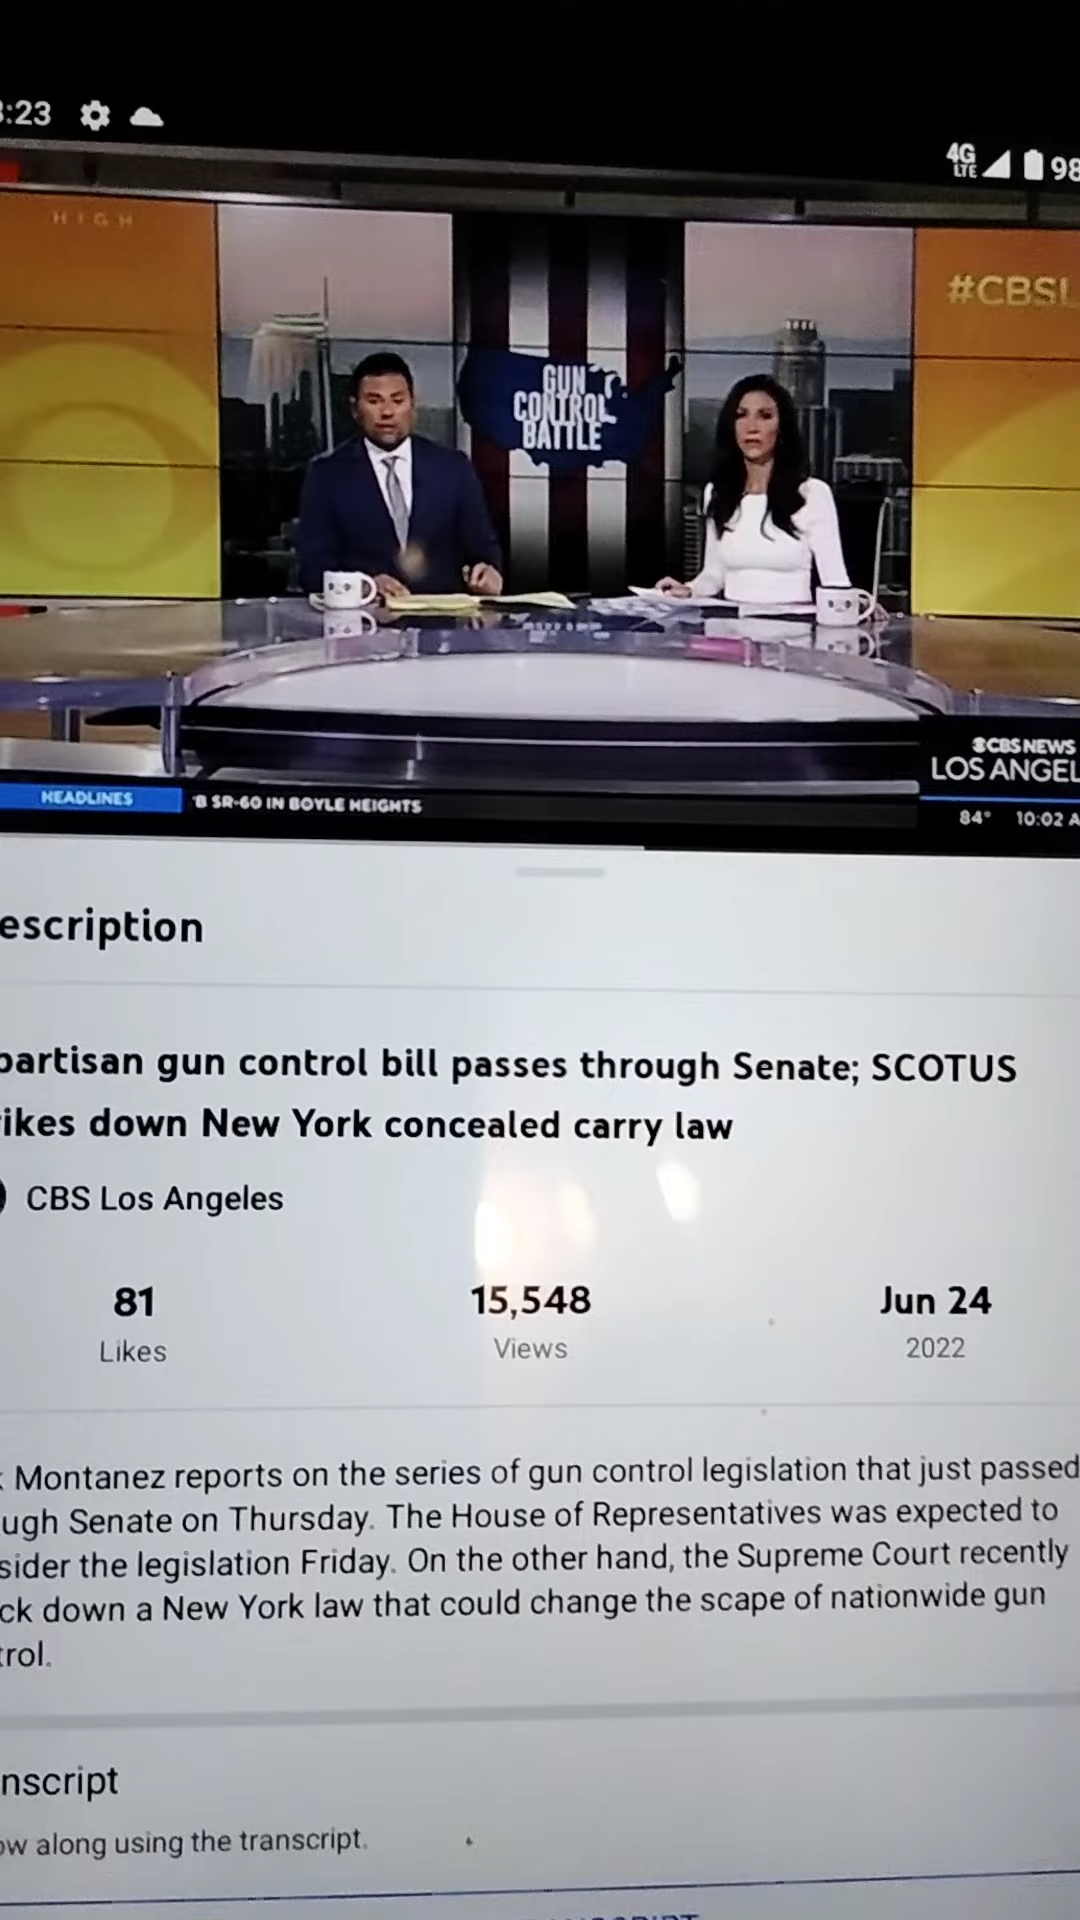 :23
4G
LTE
98
HIGH
#CBSL
GUN
CONTROL
BATTLE
CBS NEWS
LOS ANGEL
HEADLINES
B SR-60 IN BOYLE HEIGHTS
84° 10:02 A
escription
partisan gun control bill passes through Senate; SCOTUS
ikes down New York concealed carry law
CBS Los Angeles
81
15,548
Jun 24
Likes
Views
2022
Montanez reports on the series of gun control legislation that just passed
ugh Senate on Thursday. The House of Representatives was expected to
sider the legislation Friday. On the other hand, the Supreme Court recently
ck down a New York law that could change the scape of nationwide gun
trol.
nscript
ow along using the transcript.